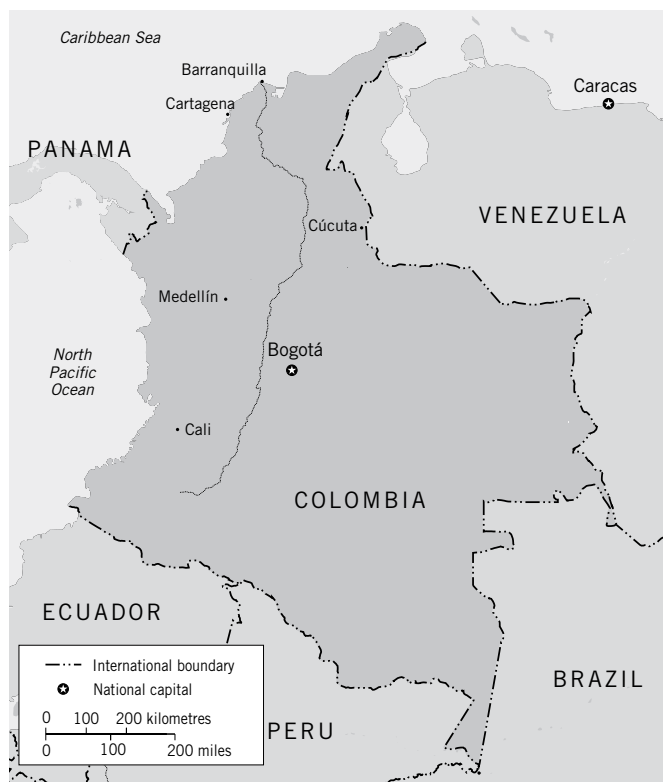 Caribbean Sea
Barranquilla
Caracas
Cartagena
PANAMA
VENEZUELA
Cúcuta
Medellín
North
Pacific
Ocean
Bogotá
Cali
COLOMBIA
ECUADOR
International boundary
National capital
0 100 200 kilometres
0 100 200 miles
PERU
BRAZIL